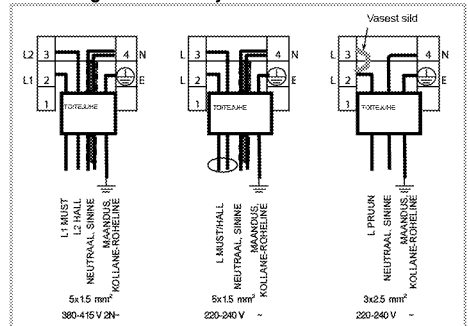 Vasest sild
L2 3 4 N
L1 2 E
1
TOITEJUHE
L1 MUST
L2 HALL
NEUTRAAL, SININE
MAANDUS,
KOLLANE-ROHELINE
5x1.5 mm²
380-415 V 2N~
L 3 4 N
L 2 E
1
TOITEJUHE
L MUST/HALL
NEUTRAAL, SININE
MAANDUS,
KOLLANE-ROHELINE
5x1.5 mm²
220-240 V ~
L 3 4 N
L 2 E
1
TOITEJUHE
L PRUUN
NEUTRAAL, SININE
MAANDUS,
KOLLANE-ROHELINE
3x2.5 mm²
220-240 V ~